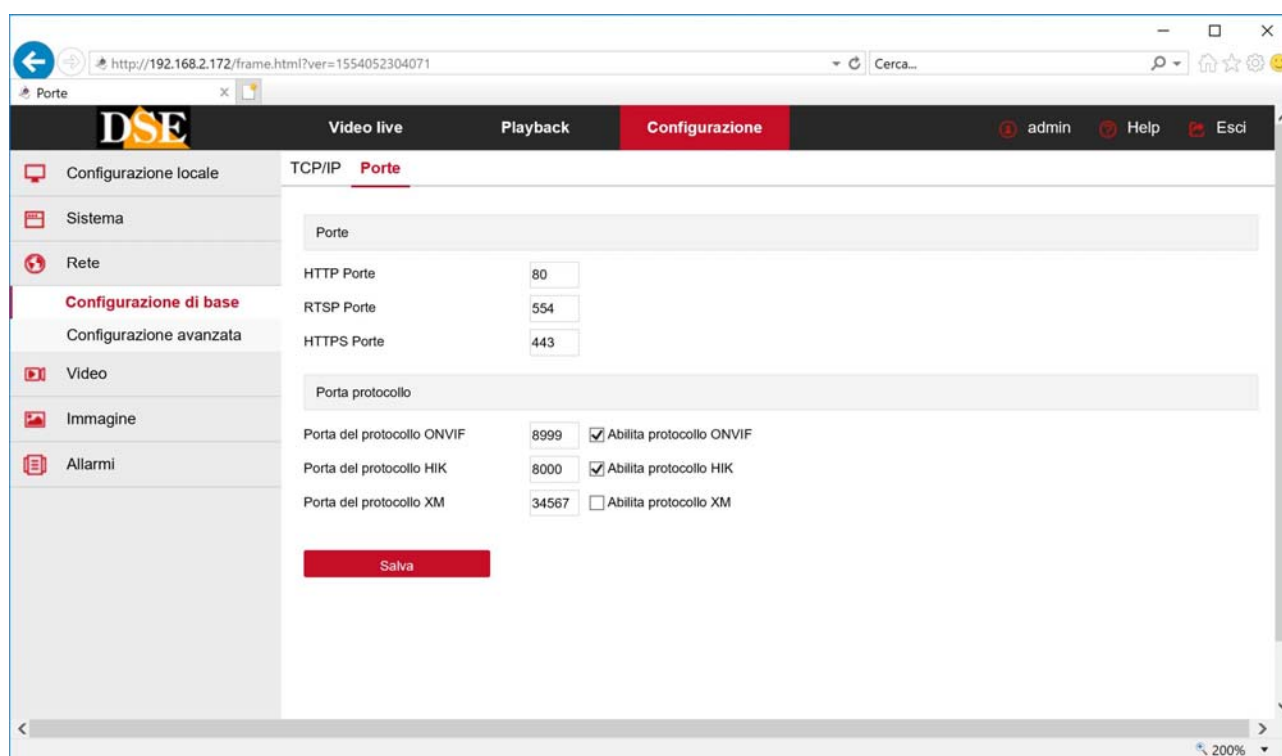 http://192.168.2.172/frame.html?ver=1554052304071
Cerca...
Porte
DSE
Video live
Playback
Configurazione
admin
Help
Esci
Configurazione locale
Sistema
Rete
Configurazione di base
Configurazione avanzata
Video
Immagine
Allarmi
TCP/IP
Porte
Porte
HTTP Porte 80
RTSP Porte 554
HTTPS Porte 443
Porta protocollo
Porta del protocollo ONVIF 8999 Abilita protocollo ONVIF
Porta del protocollo HIK 8000 Abilita protocollo HIK
Porta del protocollo XM 34567 Abilita protocollo XM
Salva
200%